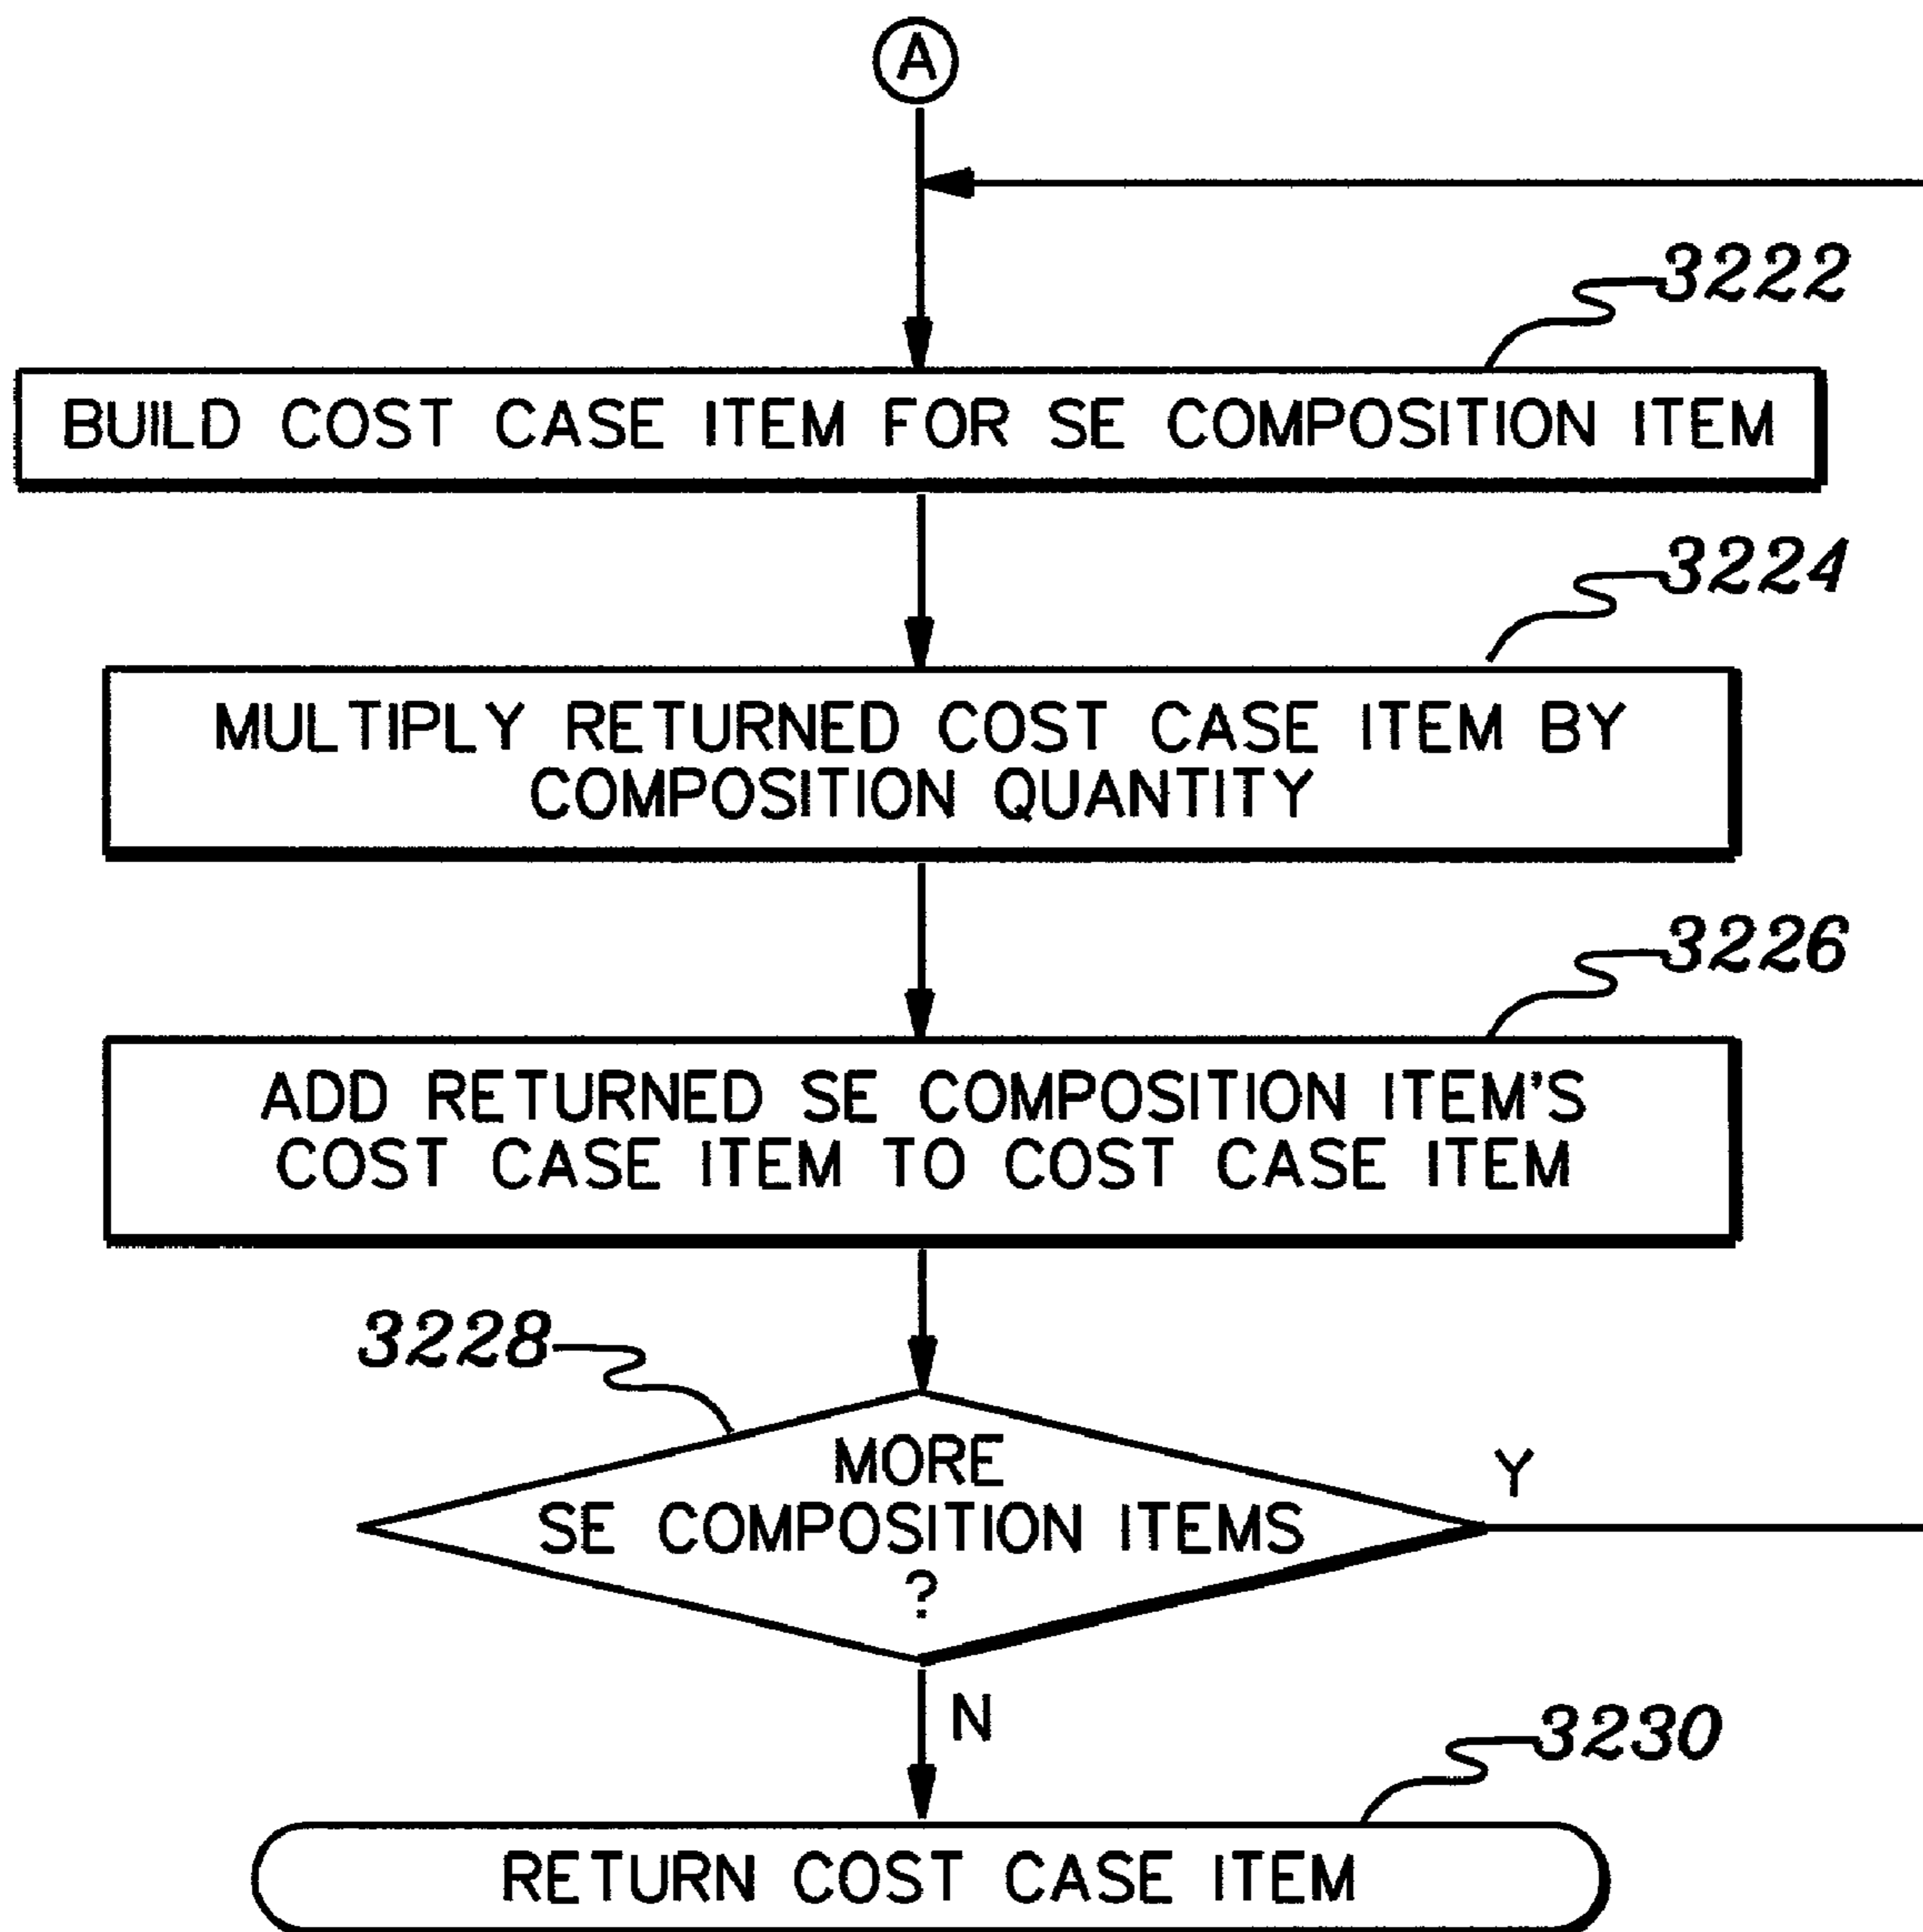 A
3222
BUILD COST CASE ITEM FOR SE COMPOSITION ITEM
3224
MULTIPLY RETURNED COST CASE ITEM BY
COMPOSITION QUANTITY
3226
ADD RETURNED SE COMPOSITION ITEM'S
COST CASE ITEM TO COST CASE ITEM
3228
MORE
SE COMPOSITION ITEMS
?
Y
N
3230
RETURN COST CASE ITEM